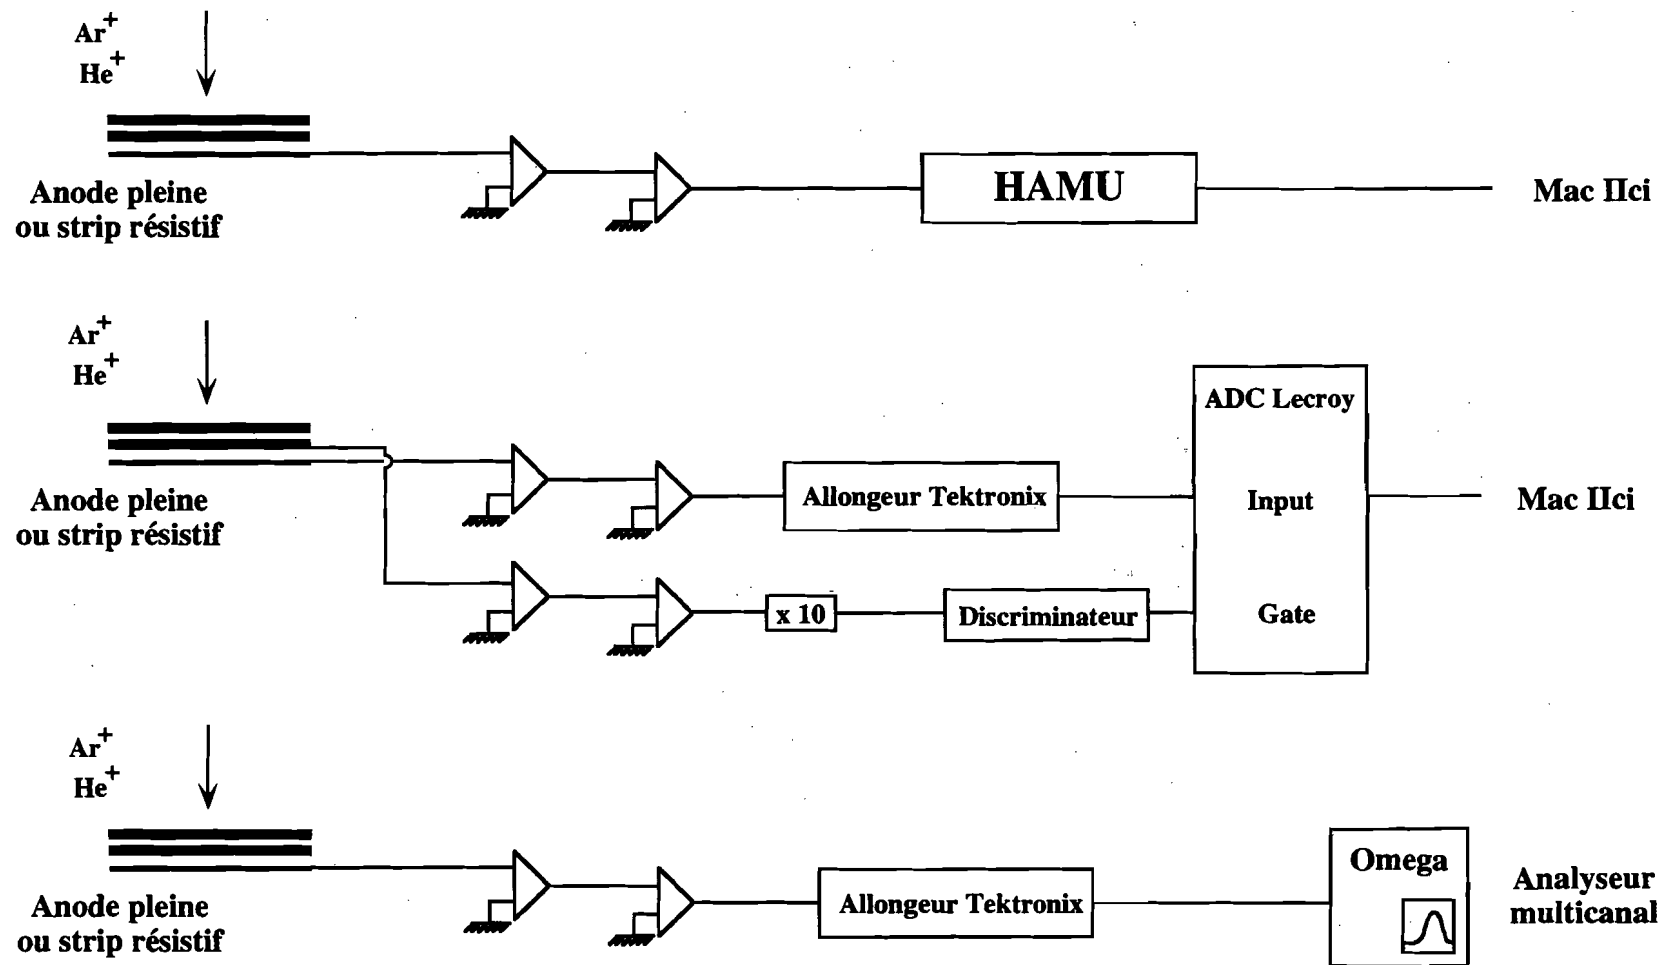 Ar+
He+
Anode pleine
ou strip résistif
HAMU
Mac IIci
Ar+
He+
Anode pleine
ou strip résistif
Allongeur Tektronix
ADC Lecroy
Input
Gate
Mac IIci
x 10
Discriminateur
Ar+
He+
Anode pleine
ou strip résistif
Allongeur Tektronix
Omega
Analyseur
multicanal